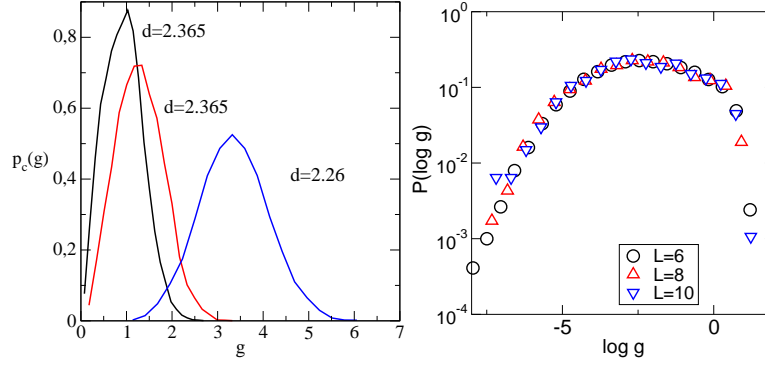 0,8
0,6
0,4
0,2
0
p_c(g)
d=2.365
d=2.365
d=2.26
0 1 2 3 4 5 6 7
g
10^0
10^-1
10^-2
10^-3
10^-4
P(log g)
L=6
L=8
L=10
-5 0
log g